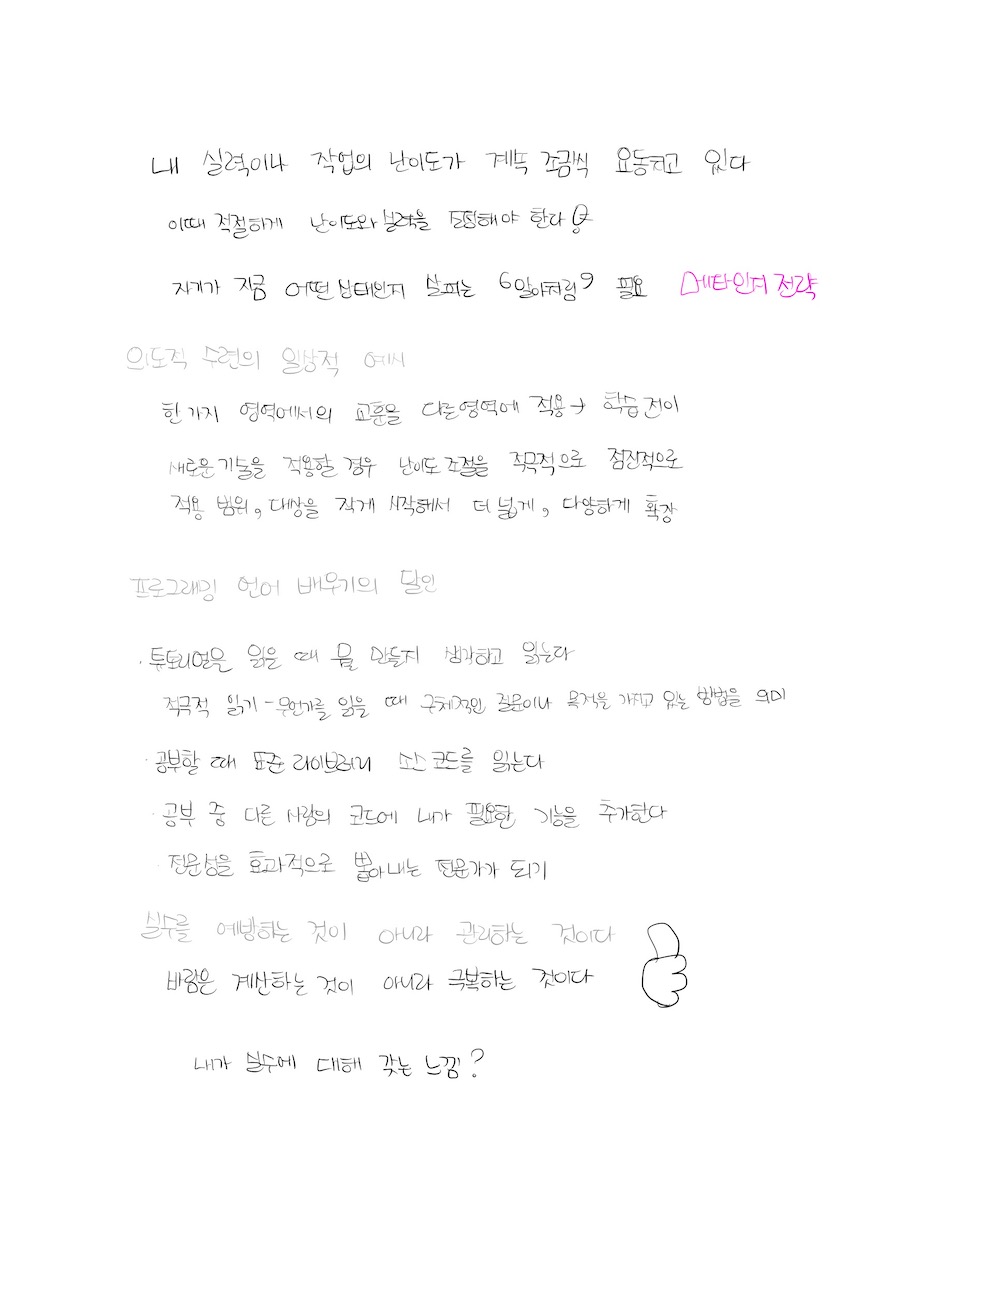 내 실력이나 작업의 난이도가 계속 조금씩 요동치고 있다
이때 적절하게 난이도와 실력을 조정해야 한다
자기가 지금 어떤 상태인지 살피는 '알아차림' 필요 메타인지 전략
의도적 수련의 일상적 예시
한 가지 영역에서의 교훈을 다른영역에 적용 → 학습 전이
새로운 기술을 적용할 경우 난이도 조절을 적극적으로 점진적으로
적용 범위, 대상을 작게 시작해서 더 넓게, 다양하게 확장
프로그래밍 언어 배우기의 달인
· 튜토리얼을 읽을 때 뭘 만들지 생각하고 읽는다
적극적 읽기 - 무언가를 읽을 때 구체적인 질문이나 목적을 가지고 있는 방법을 의미
· 공부할 때 표준 라이브러리 소스 코드를 읽는다
· 공부 중 다른 사람의 코드에 내가 필요한 기능을 추가한다
· 전문성을 효과적으로 뽑아내는 전문가가 되기
실수를 예방하는 것이 아니라 관리하는 것이다
바람은 계산하는 것이 아니라 극복하는 것이다
내가 실수에 대해 갖는 느낌?